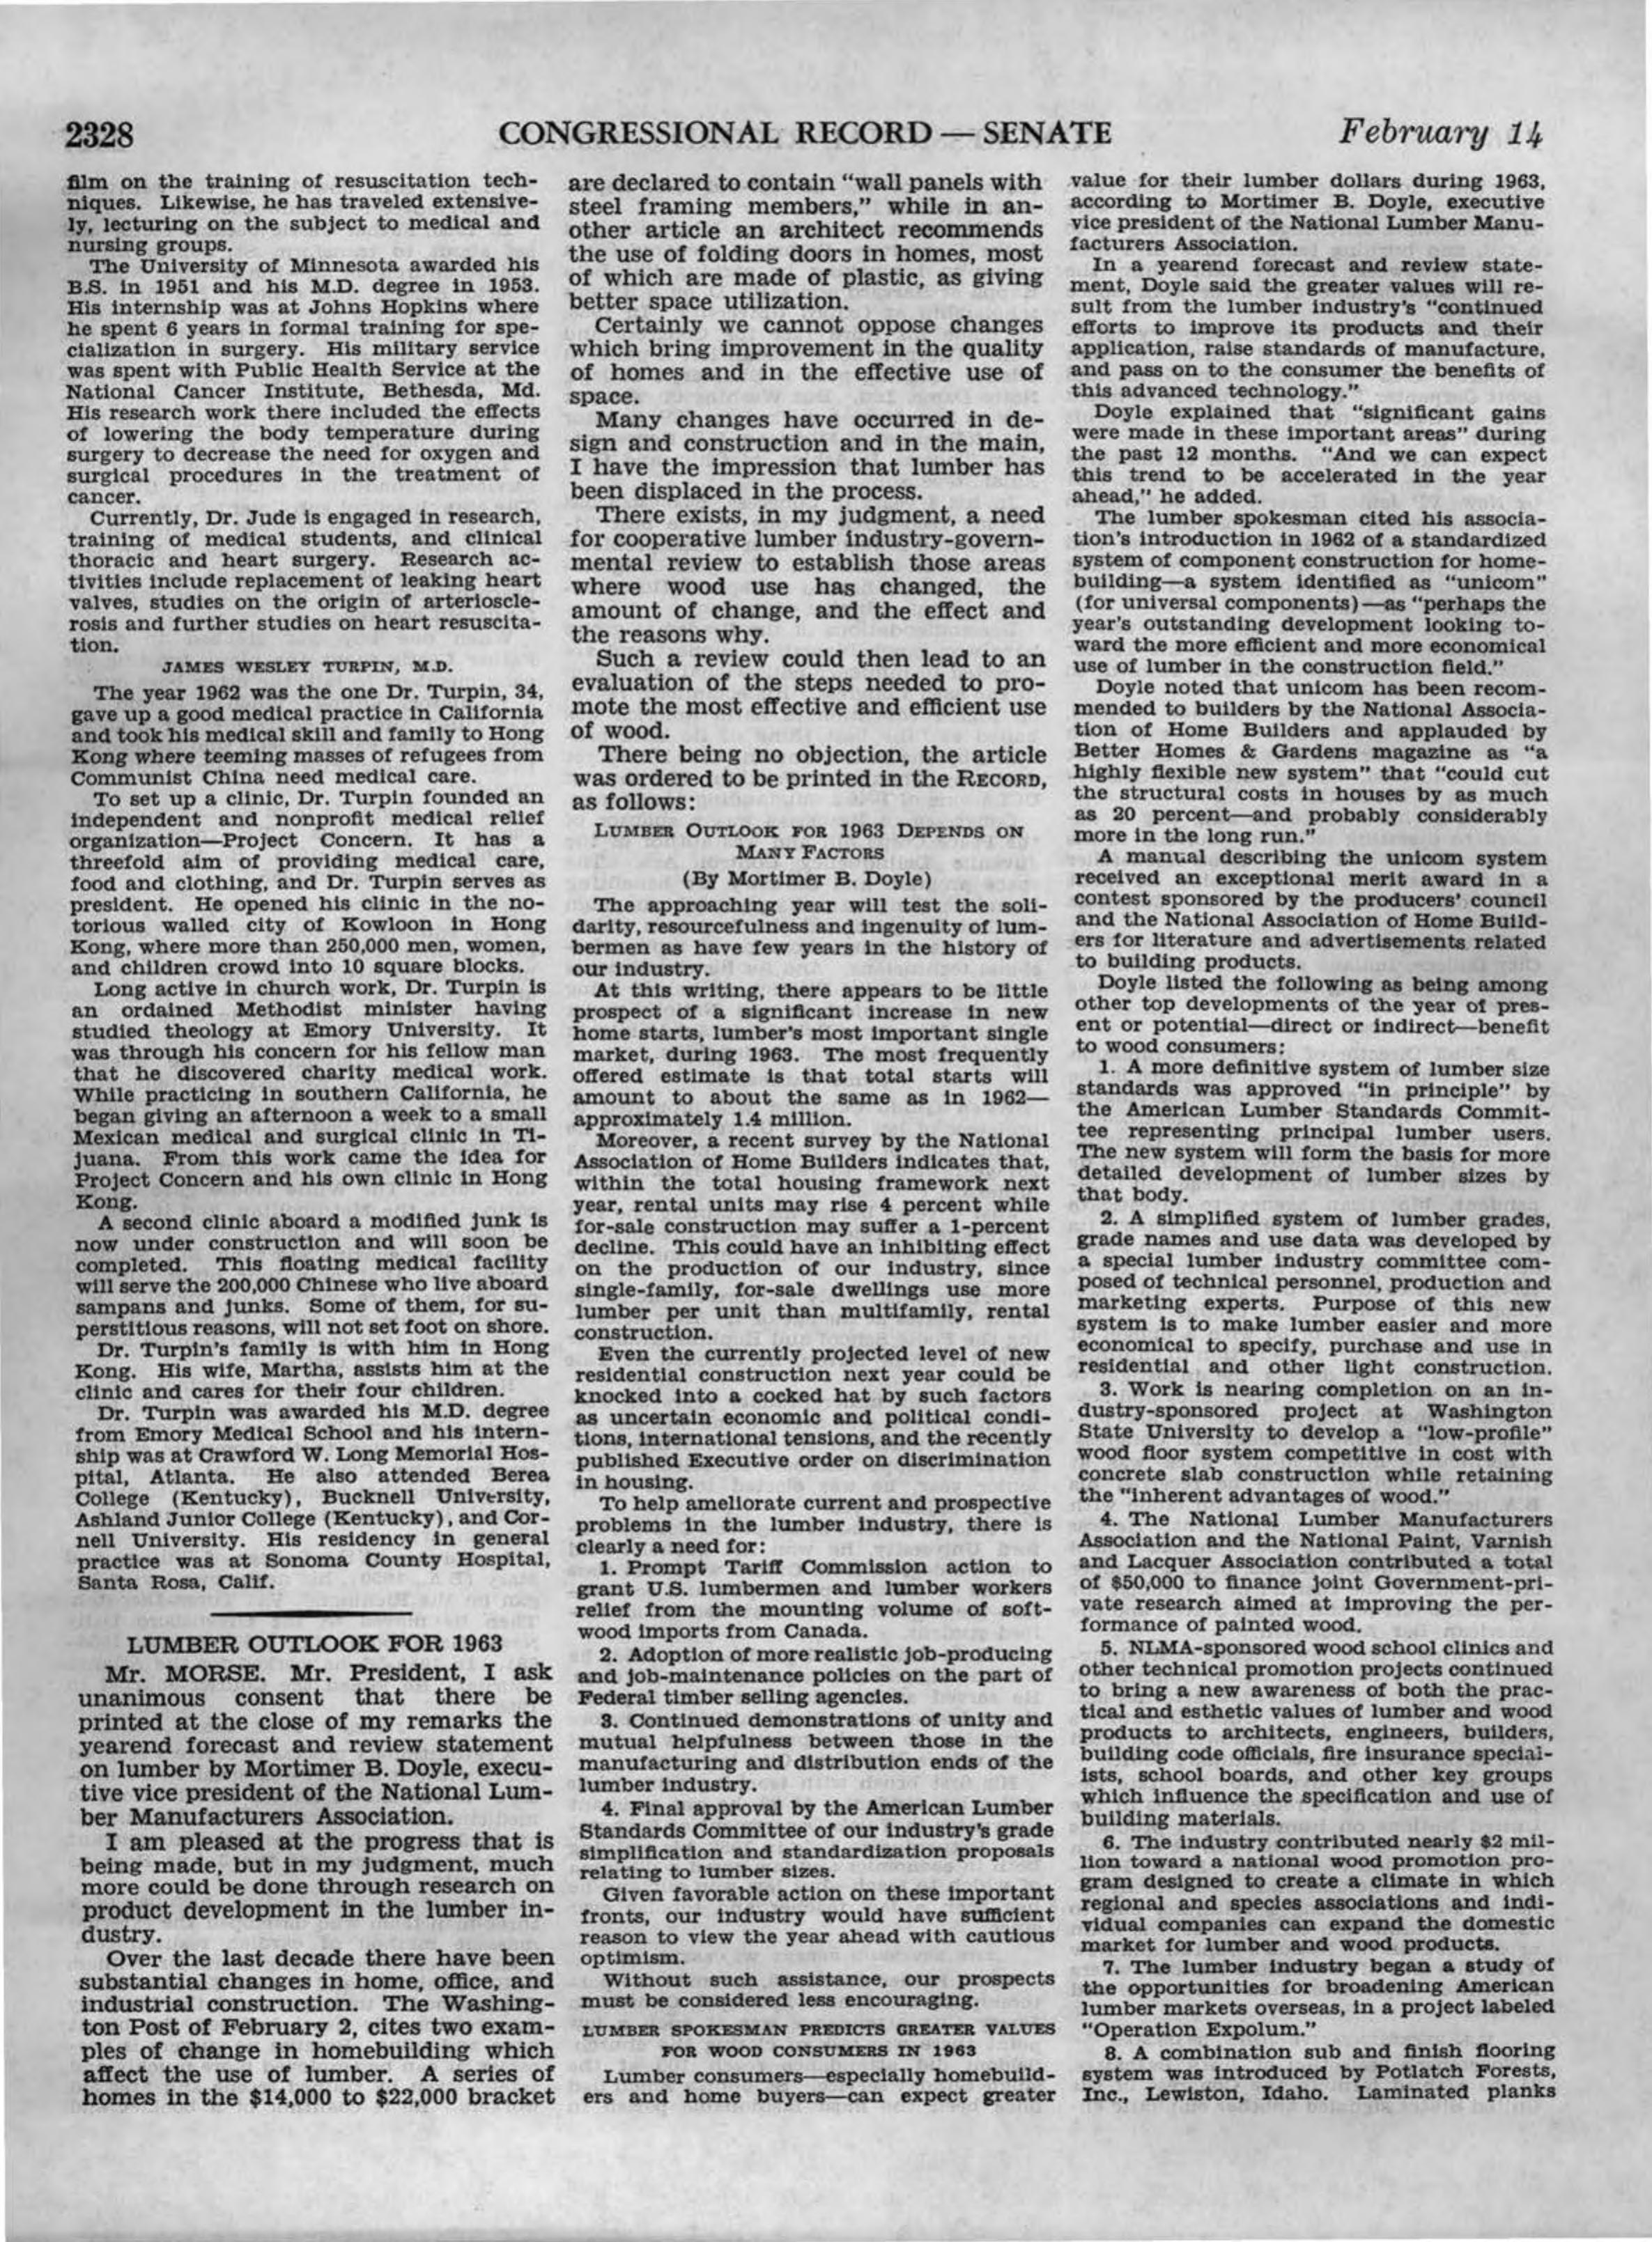 2328
CONGRESSIONAL RECORD — SENATE
February 14
film on the training of resuscitation tech-
niques. Likewise, he has traveled extensive-
ly, lecturing on the subject to medical and
nursing groups.
The University of Minnesota awarded his
B.S. in 1951 and his M.D. degree in 1953.
His internship was at Johns Hopkins where
he spent 6 years in formal training for spe-
cialization in surgery. His military service
was spent with Public Health Service at the
National Cancer Institute, Bethesda, Md.
His research work there included the effects
of lowering the body temperature during
surgery to decrease the need for oxygen and
surgical procedures in the treatment of
cancer.
Currently, Dr. Jude is engaged in research,
training of medical students, and clinical
thoracic and heart surgery. Research ac-
tivities include replacement of leaking heart
valves, studies on the origin of arterioscle-
rosis and further studies on heart resuscita-
tion.
JAMES WESLEY TURPIN, M.D.
The year 1962 was the one Dr. Turpin, 34,
gave up a good medical practice in California
and took his medical skill and family to Hong
Kong where teeming masses of refugees from
Communist China need medical care.
To set up a clinic, Dr. Turpin founded an
independent and nonprofit medical relief
organization—Project Concern. It has a
threefold aim of providing medical care,
food and clothing, and Dr. Turpin serves as
president. He opened his clinic in the no-
torious walled city of Kowloon in Hong
Kong, where more than 250,000 men, women,
and children crowd into 10 square blocks.
Long active in church work, Dr. Turpin is
an ordained Methodist minister having
studied theology at Emory University. It
was through his concern for his fellow man
that he discovered charity medical work.
While practicing in southern California, he
began giving an afternoon a week to a small
Mexican medical and surgical clinic in Ti-
juana. From this work came the idea for
Project Concern and his own clinic in Hong
Kong.
A second clinic aboard a modified junk is
now under construction and will soon be
completed. This floating medical facility
will serve the 200,000 Chinese who live aboard
sampans and junks. Some of them, for su-
perstitious reasons, will not set foot on shore.
Dr. Turpin's family is with him in Hong
Kong. His wife, Martha, assists him at the
clinic and cares for their four children.
Dr. Turpin was awarded his M.D. degree
from Emory Medical School and his intern-
ship was at Crawford W. Long Memorial Hos-
pital, Atlanta. He also attended Berea
College (Kentucky), Bucknell University,
Ashland Junior College (Kentucky), and Cor-
nell University. His residency in general
practice was at Sonoma County Hospital,
Santa Rosa, Calif.
LUMBER OUTLOOK FOR 1963
Mr. MORSE. Mr. President, I ask
unanimous consent that there be
printed at the close of my remarks the
yearend forecast and review statement
on lumber by Mortimer B. Doyle, execu-
tive vice president of the National Lum-
ber Manufacturers Association.
I am pleased at the progress that is
being made, but in my judgment, much
more could be done through research on
product development in the lumber in-
dustry.
Over the last decade there have been
substantial changes in home, office, and
industrial construction. The Washing-
ton Post of February 2, cites two exam-
ples of change in homebuilding which
affect the use of lumber. A series of
homes in the $14,000 to $22,000 bracket
are declared to contain "wall panels with
steel framing members," while in an-
other article an architect recommends
the use of folding doors in homes, most
of which are made of plastic, as giving
better space utilization.
Certainly we cannot oppose changes
which bring improvement in the quality
of homes and in the effective use of
space.
Many changes have occurred in de-
sign and construction and in the main,
I have the impression that lumber has
been displaced in the process.
There exists, in my judgment, a need
for cooperative lumber industry-govern-
mental review to establish those areas
where wood use has changed, the
amount of change, and the effect and
the reasons why.
Such a review could then lead to an
evaluation of the steps needed to pro-
mote the most effective and efficient use
of wood.
There being no objection, the article
was ordered to be printed in the RECORD,
as follows:
LUMBER OUTLOOK FOR 1963 DEPENDS ON
MANY FACTORS
(By Mortimer B. Doyle)
The approaching year will test the soli-
darity, resourcefulness and ingenuity of lum-
bermen as have few years in the history of
our industry.
At this writing, there appears to be little
prospect of a significant increase in new
home starts, lumber's most important single
market, during 1963. The most frequently
offered estimate is that total starts will
amount to about the same as in 1962—
approximately 1.4 million.
Moreover, a recent survey by the National
Association of Home Builders indicates that,
within the total housing framework next
year, rental units may rise 4 percent while
for-sale construction may suffer a 1-percent
decline. This could have an inhibiting effect
on the production of our industry, since
single-family, for-sale dwellings use more
lumber per unit than multifamily, rental
construction.
Even the currently projected level of new
residential construction next year could be
knocked into a cocked hat by such factors
as uncertain economic and political condi-
tions, international tensions, and the recently
published Executive order on discrimination
in housing.
To help ameliorate current and prospective
problems in the lumber industry, there is
clearly a need for:
1. Prompt Tariff Commission action to
grant U.S. lumbermen and lumber workers
relief from the mounting volume of soft-
wood imports from Canada.
2. Adoption of more realistic job-producing
and job-maintenance policies on the part of
Federal timber selling agencies.
3. Continued demonstrations of unity and
mutual helpfulness between those in the
manufacturing and distribution ends of the
lumber industry.
4. Final approval by the American Lumber
Standards Committee of our industry's grade
simplification and standardization proposals
relating to lumber sizes.
Given favorable action on these important
fronts, our industry would have sufficient
reason to view the year ahead with cautious
optimism.
Without such assistance, our prospects
must be considered less encouraging.
LUMBER SPOKESMAN PREDICTS GREATER VALUES
FOR WOOD CONSUMERS IN 1963
Lumber consumers—especially homebuild-
ers and home buyers—can expect greater
value for their lumber dollars during 1963,
according to Mortimer B. Doyle, executive
vice president of the National Lumber Manu-
facturers Association.
In a yearend forecast and review state-
ment, Doyle said the greater values will re-
sult from the lumber industry's "continued
efforts to improve its products and their
application, raise standards of manufacture,
and pass on to the consumer the benefits of
this advanced technology."
Doyle explained that "significant gains
were made in these important areas" during
the past 12 months. "And we can expect
this trend to be accelerated in the year
ahead," he added.
The lumber spokesman cited his associa-
tion's introduction in 1962 of a standardized
system of component construction for home-
building—a system identified as "unicom"
(for universal components)—as "perhaps the
year's outstanding development looking to-
ward the more efficient and more economical
use of lumber in the construction field."
Doyle noted that unicom has been recom-
mended to builders by the National Associa-
tion of Home Builders and applauded by
Better Homes & Gardens magazine as "a
highly flexible new system" that "could cut
the structural costs in houses by as much
as 20 percent—and probably considerably
more in the long run."
A manual describing the unicom system
received an exceptional merit award in a
contest sponsored by the producers' council
and the National Association of Home Build-
ers for literature and advertisements related
to building products.
Doyle listed the following as being among
other top developments of the year of pres-
ent or potential—direct or indirect—benefit
to wood consumers:
1. A more definitive system of lumber size
standards was approved "in principle" by
the American Lumber Standards Commit-
tee representing principal lumber users.
The new system will form the basis for more
detailed development of lumber sizes by
that body.
2. A simplified system of lumber grades,
grade names and use data was developed by
a special lumber industry committee com-
posed of technical personnel, production and
marketing experts. Purpose of this new
system is to make lumber easier and more
economical to specify, purchase and use in
residential and other light construction.
3. Work is nearing completion on an in-
dustry-sponsored project at Washington
State University to develop a "low-profile"
wood floor system competitive in cost with
concrete slab construction while retaining
the "inherent advantages of wood."
4. The National Lumber Manufacturers
Association and the National Paint, Varnish
and Lacquer Association contributed a total
of $50,000 to finance joint Government-pri-
vate research aimed at improving the per-
formance of painted wood.
5. NLMA-sponsored wood school clinics and
other technical promotion projects continued
to bring a new awareness of both the prac-
tical and esthetic values of lumber and wood
products to architects, engineers, builders,
building code officials, fire insurance special-
ists, school boards, and other key groups
which influence the specification and use of
building materials.
6. The industry contributed nearly $2 mil-
lion toward a national wood promotion pro-
gram designed to create a climate in which
regional and species associations and indi-
vidual companies can expand the domestic
market for lumber and wood products.
7. The lumber industry began a study of
the opportunities for broadening American
lumber markets overseas, in a project labeled
"Operation Expolum."
8. A combination sub and finish flooring
system was introduced by Potlatch Forests,
Inc., Lewiston, Idaho. Laminated planks